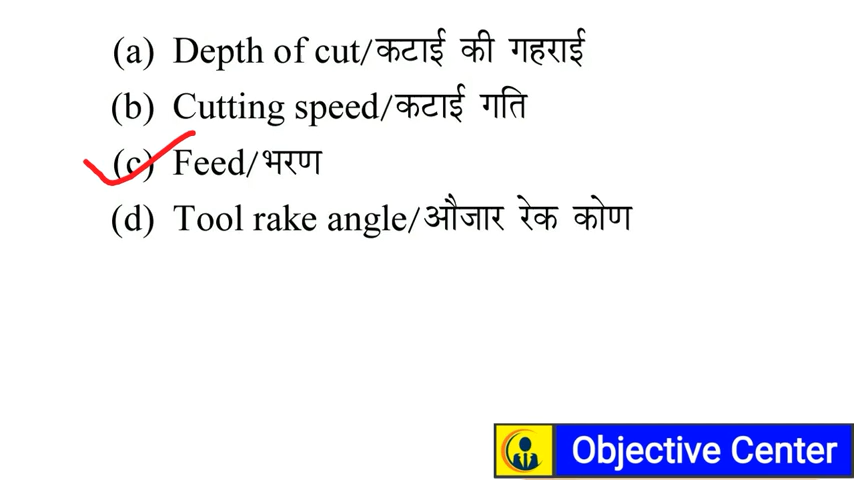 (a) Depth of cut/कटाई की गहराई
(b) Cutting speed/कटाई गति
(c) Feed/भरण
(d) Tool rake angle/औजार रेक कोण
Objective Center